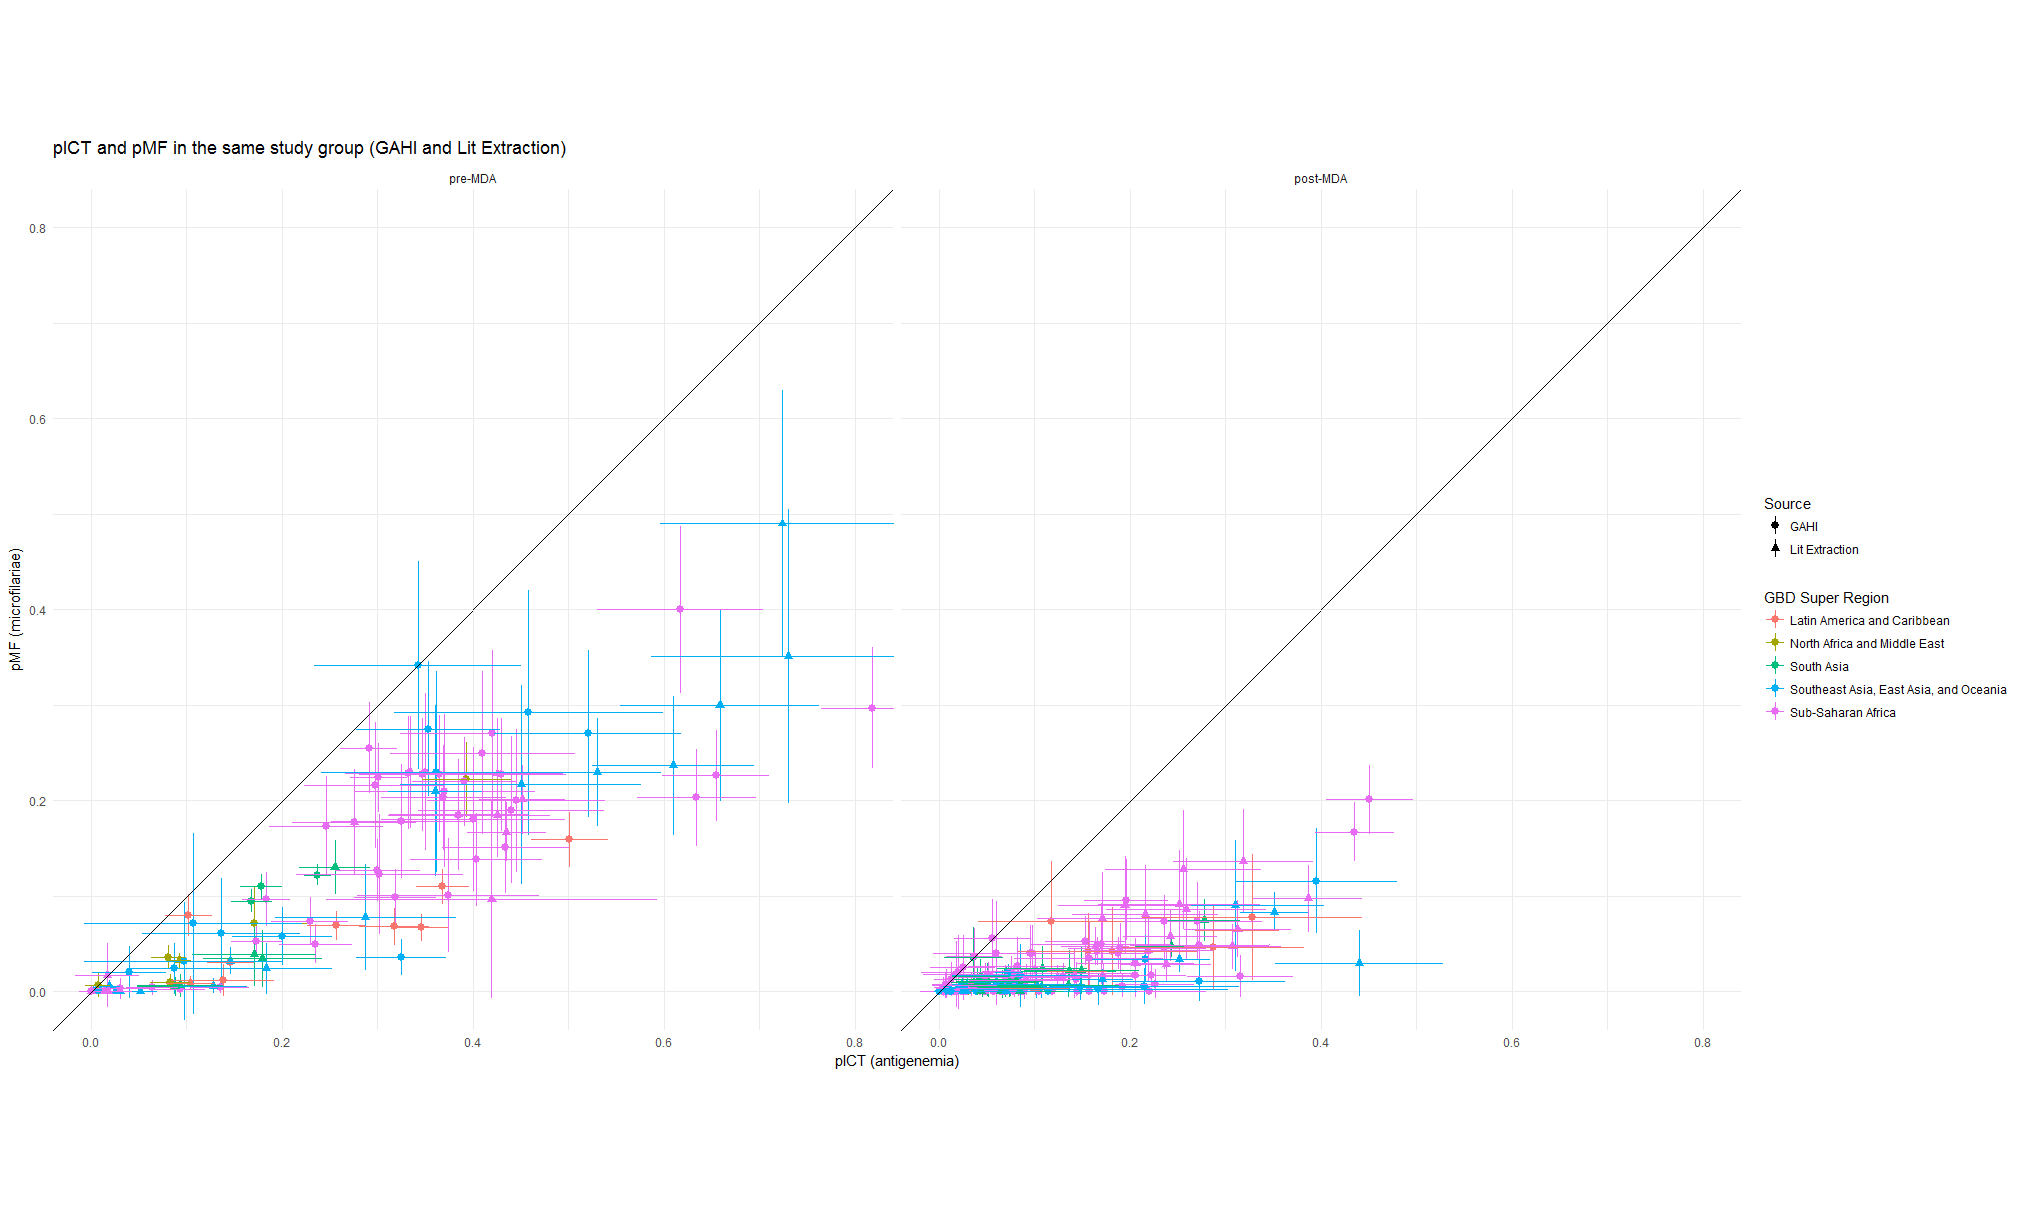 pICT and pMF in the same study group (GAHI and Lit Extraction)
pre-MDA
post-MDA
0.8
0.6
0.4
0.2
0.0
pMF (microfilariae)
0.0
0.2
0.4
0.6
0.8
0.0
0.2
0.4
0.6
0.8
pICT (antigenemia)
Source
GAHI
Lit Extraction
GBD Super Region
Latin America and Caribbean
North Africa and Middle East
South Asia
Southeast Asia, East Asia, and Oceania
Sub-Saharan Africa